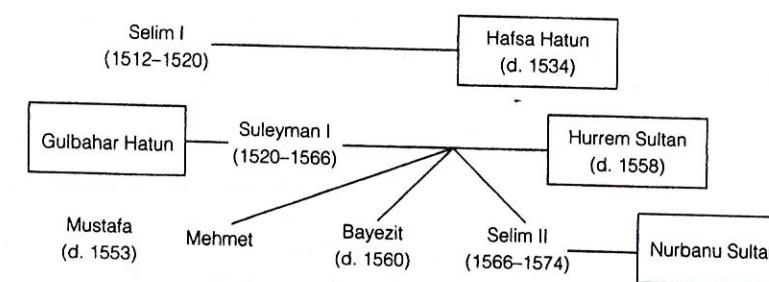 Selim I
(1512–1520)
Hafsa Hatun
(d. 1534)
Gulbahar Hatun
Suleyman I
(1520–1566)
Hurrem Sultan
(d. 1558)
Mustafa
(d. 1553)
Mehmet
Bayezit
(d. 1560)
Selim II
(1566–1574)
Nurbanu Sulta